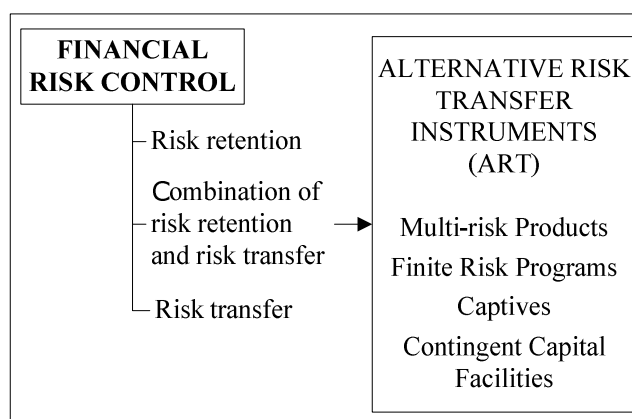 FINANCIAL
RISK CONTROL
Risk retention
Combination of
risk retention
and risk transfer
Risk transfer
ALTERNATIVE RISK
TRANSFER
INSTRUMENTS
(ART)
Multi-risk Products
Finite Risk Programs
Captives
Contingent Capital
Facilities